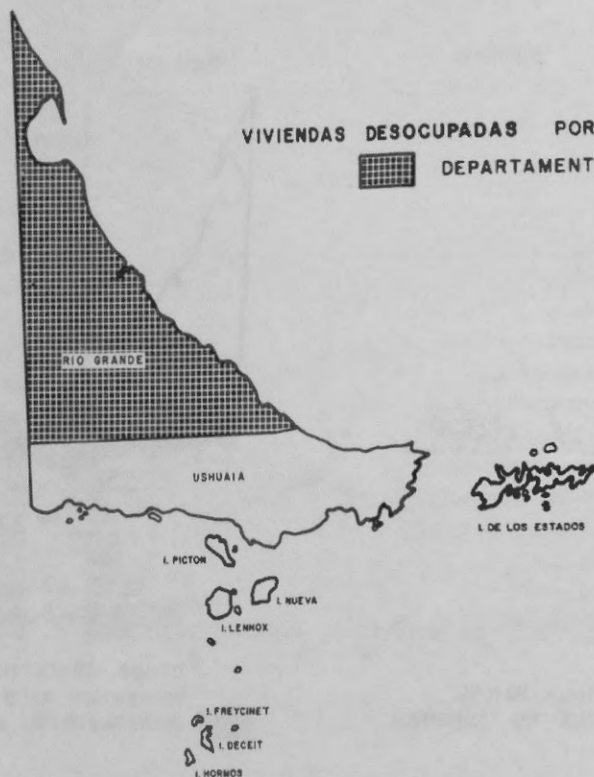 VIVIENDAS DESOCUPADAS POR
DEPARTAMENT
RIO GRANDE
USHUAIA
I. DE LOS ESTADOS
I. PICTON
I. NUEVA
I. LENNOX
I. FREYCINET
I. DECEIT
I. HORNOS